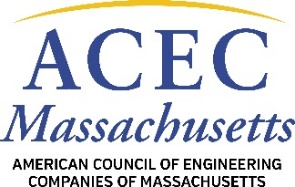 ACEC
Massachusetts
AMERICAN COUNCIL OF ENGINEERING
COMPANIES OF MASSACHUSETTS